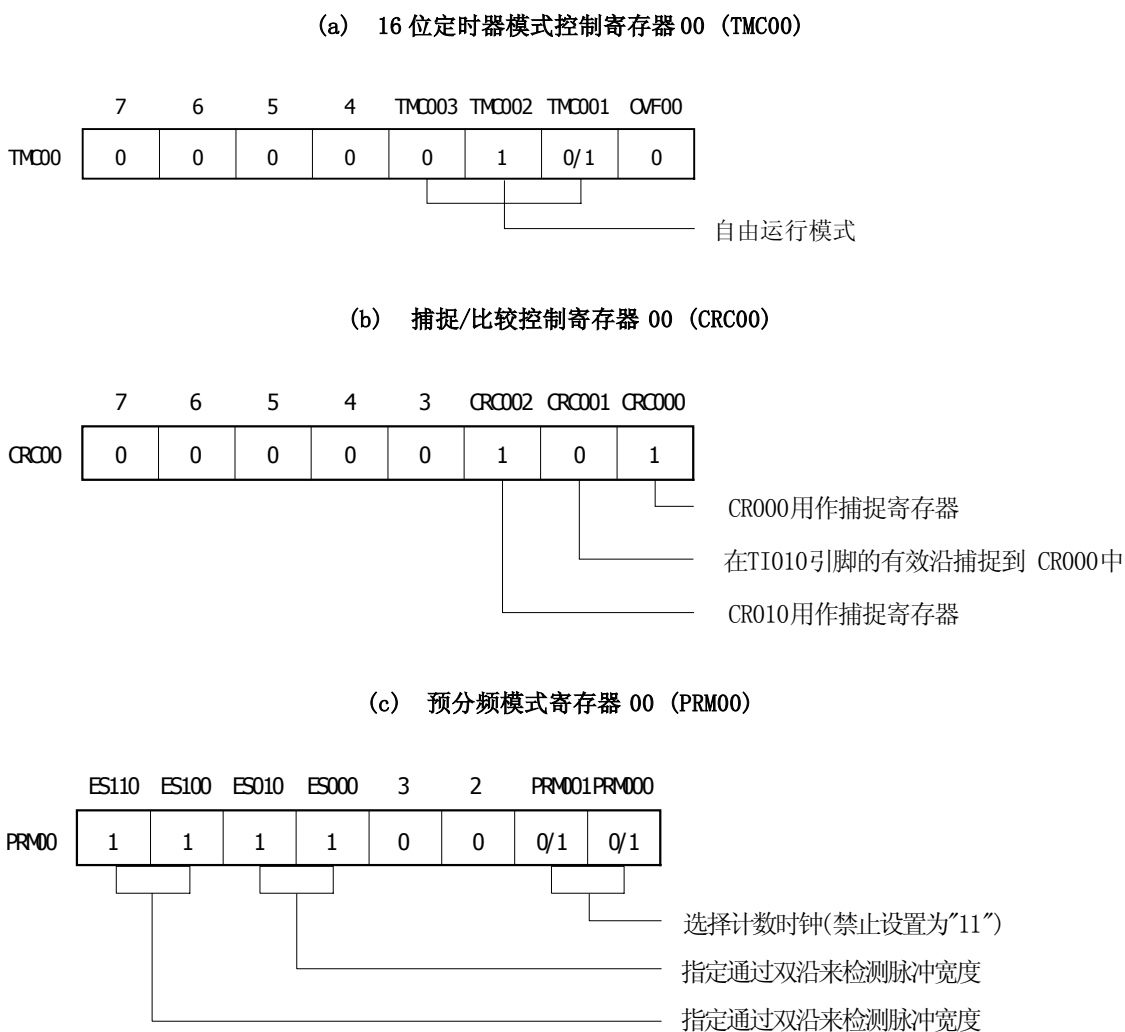 (a) 16 位定时器模式控制寄存器 00 (TMC00)
7 6 5 4 TMC003 TMC002 TMC001 OVF00
TMC00 0 0 0 0 0 1 0/1 0
自由运行模式
(b) 捕捉/比较控制寄存器 00 (CRC00)
7 6 5 4 3 CRC002 CRC001 CRC000
CRC00 0 0 0 0 0 1 0 1
CR000用作捕捉寄存器
在TI010引脚的有效沿捕捉到 CR000中
CR010用作捕捉寄存器
(c) 预分频模式寄存器 00 (PRM00)
ES110 ES100 ES010 ES000 3 2 PRM001 PRM000
PRM00 1 1 1 1 0 0 0/1 0/1
选择计数时钟(禁止设置为"11")
指定通过双沿来检测脉冲宽度
指定通过双沿来检测脉冲宽度